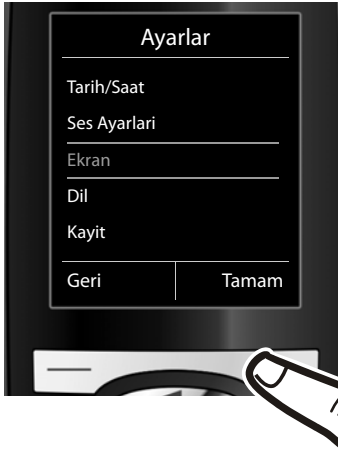 Ayarlar
Tarih/Saat
Ses Ayarlari
Ekran
Dil
Kayit
Geri Tamam